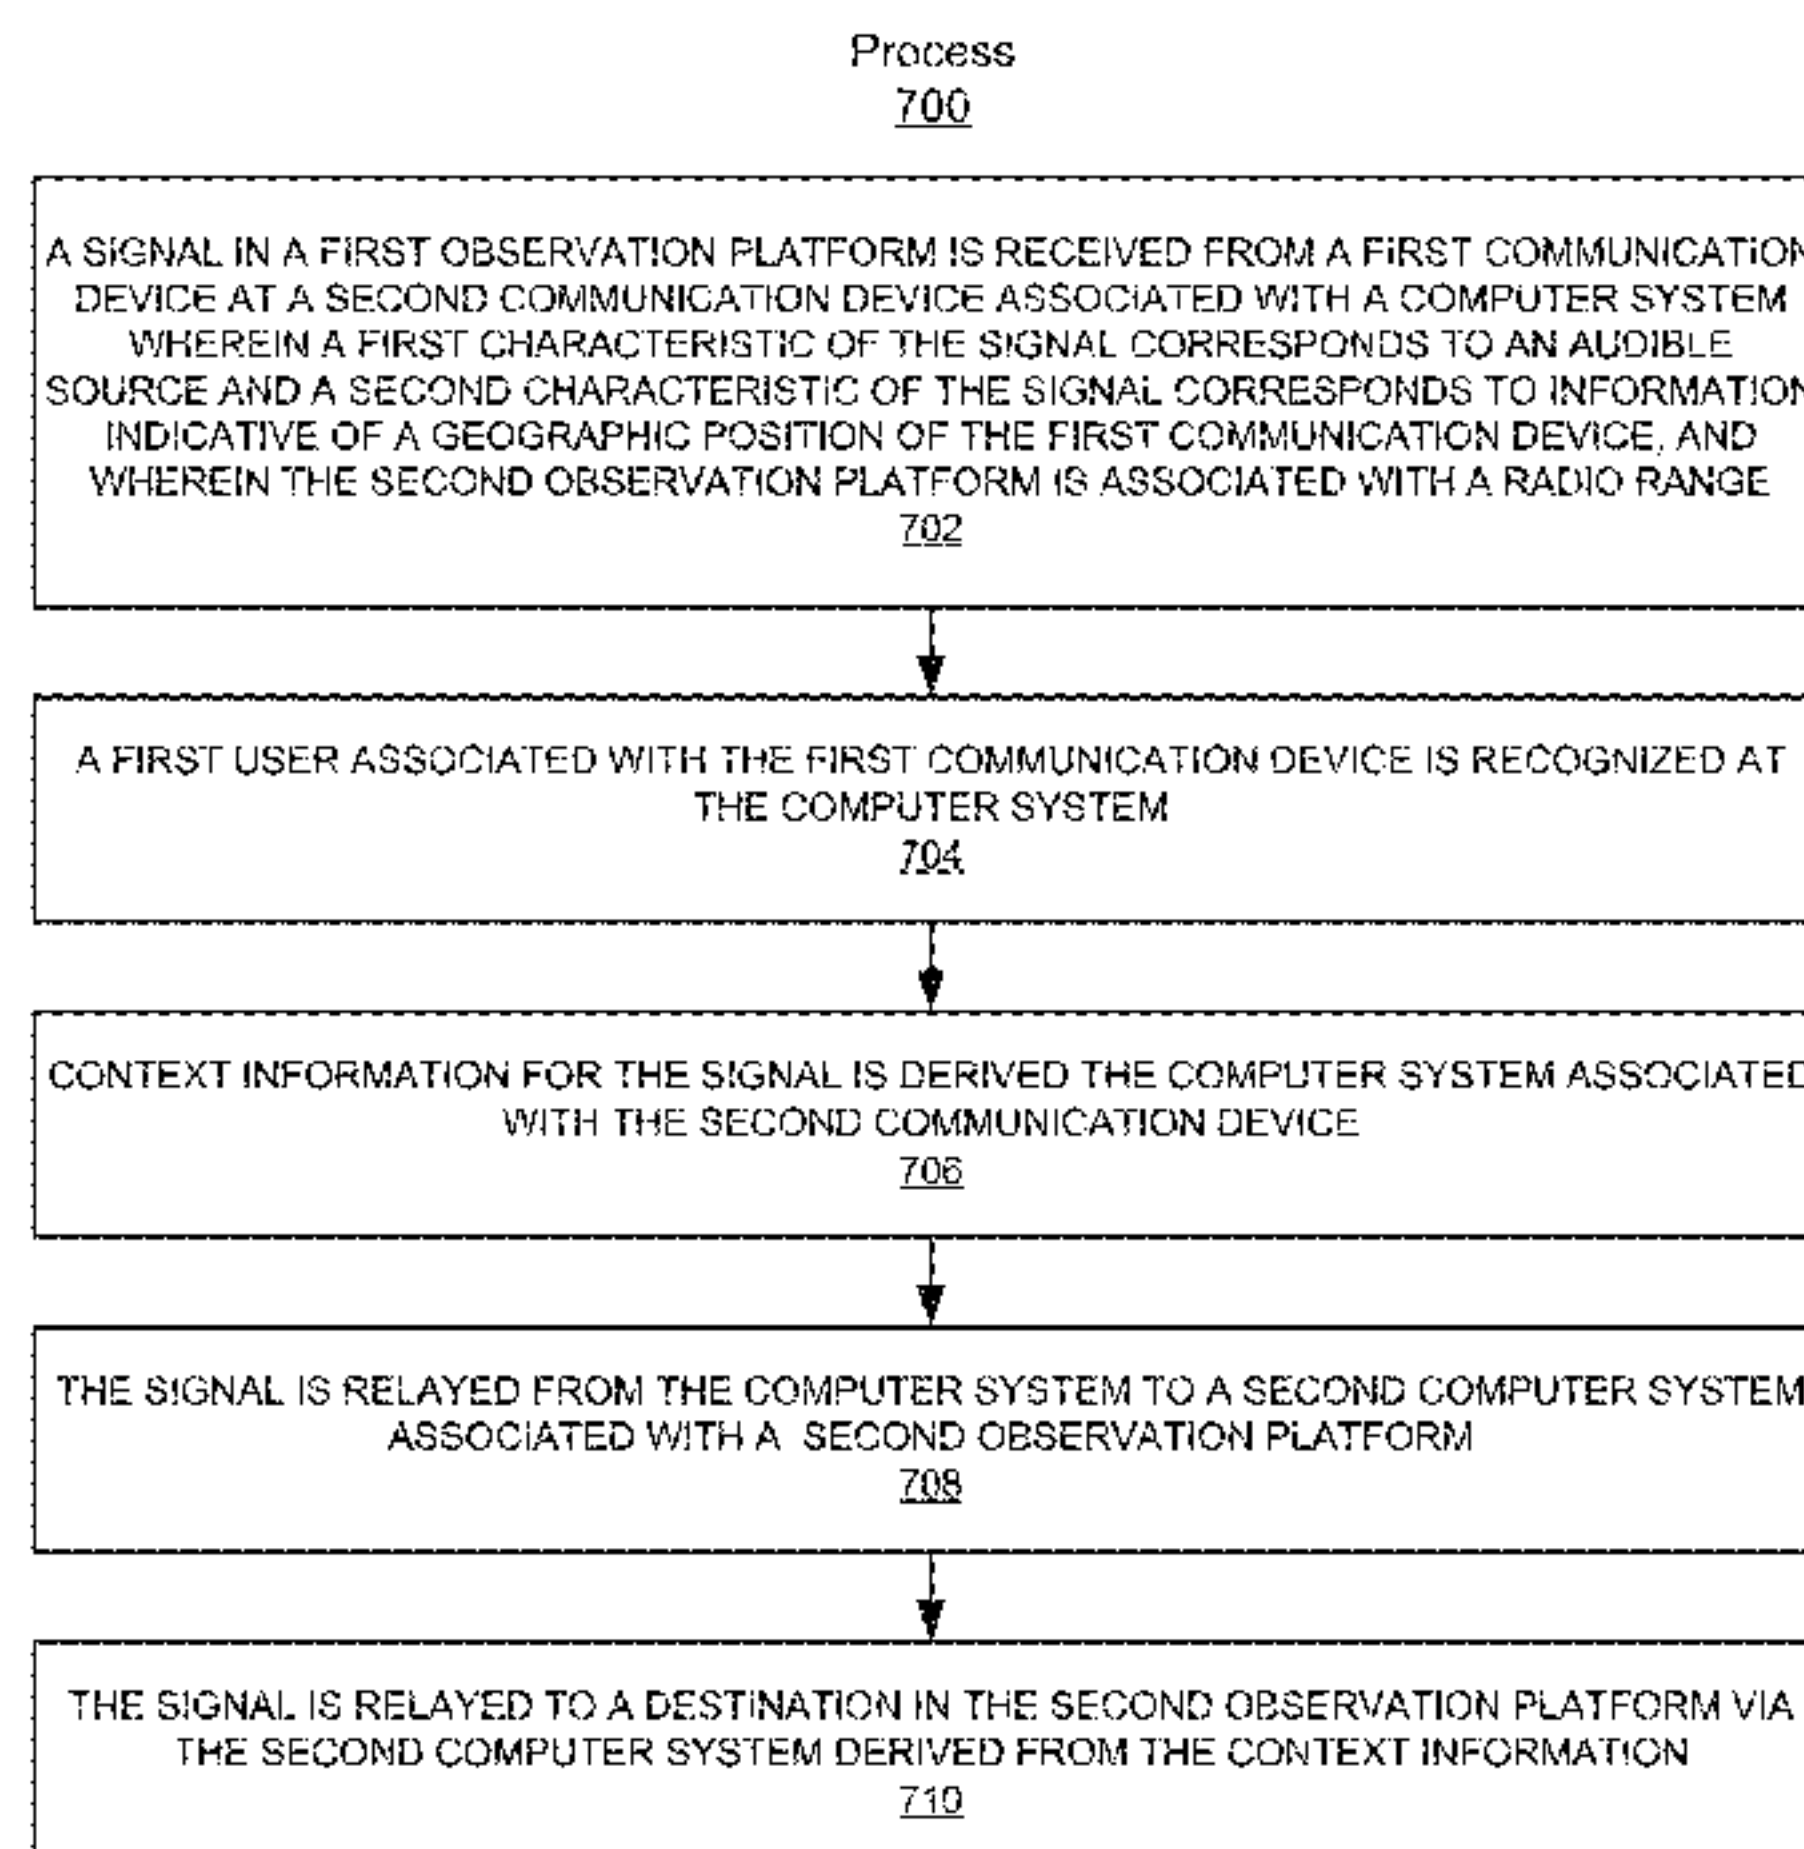 Process
700
A SIGNAL IN A FIRST OBSERVATION PLATFORM IS RECEIVED FROM A FIRST COMMUNICATION
DEVICE AT A SECOND COMMUNICATION DEVICE ASSOCIATED WITH A COMPUTER SYSTEM
WHEREIN A FIRST CHARACTERISTIC OF THE SIGNAL CORRESPONDS TO AN AUDIBLE
SOURCE AND A SECOND CHARACTERISTIC OF THE SIGNAL CORRESPONDS TO INFORMATION
INDICATIVE OF A GEOGRAPHIC POSITION OF THE FIRST COMMUNICATION DEVICE, AND
WHEREIN THE SECOND OBSERVATION PLATFORM IS ASSOCIATED WITH A RADIO RANGE
702
A FIRST USER ASSOCIATED WITH THE FIRST COMMUNICATION DEVICE IS RECOGNIZED AT
THE COMPUTER SYSTEM
704
CONTEXT INFORMATION FOR THE SIGNAL IS DERIVED THE COMPUTER SYSTEM ASSOCIATED
WITH THE SECOND COMMUNICATION DEVICE
706
THE SIGNAL IS RELAYED FROM THE COMPUTER SYSTEM TO A SECOND COMPUTER SYSTEM
ASSOCIATED WITH A SECOND OBSERVATION PLATFORM
708
THE SIGNAL IS RELAYED TO A DESTINATION IN THE SECOND OBSERVATION PLATFORM VIA
THE SECOND COMPUTER SYSTEM DERIVED FROM THE CONTEXT INFORMATION
710